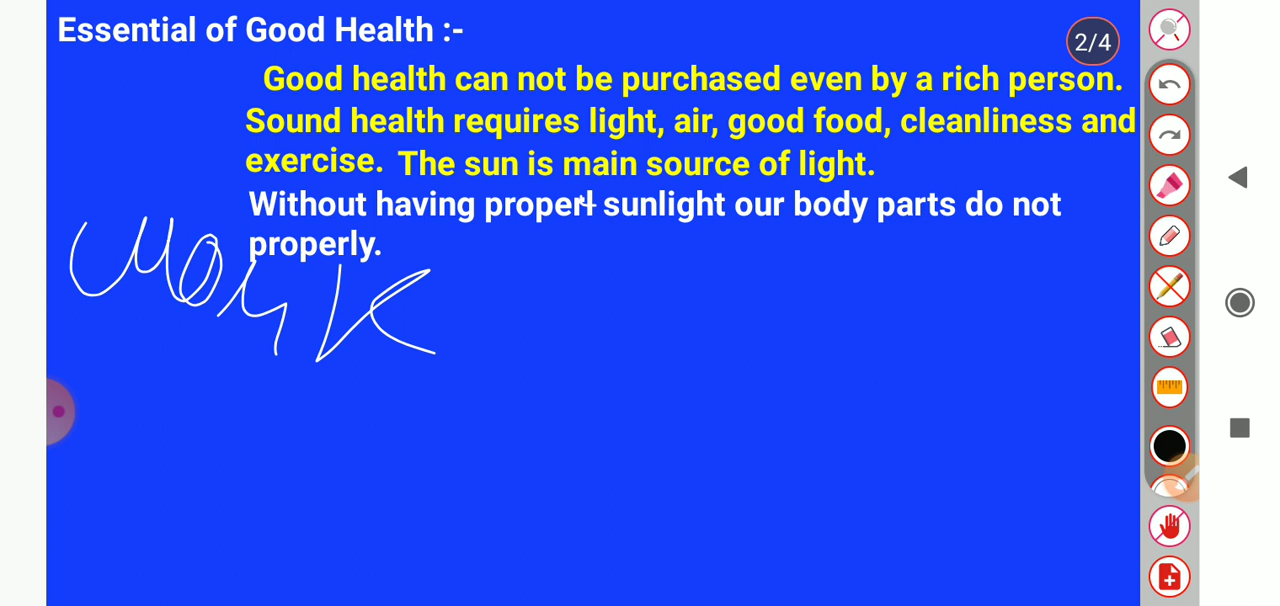 Essential of Good Health :-
2/4
Good health can not be purchased even by a rich person.
Sound health requires light, air, good food, cleanliness and
exercise. The sun is main source of light.
Without having proper sunlight our body parts do not
properly.
work